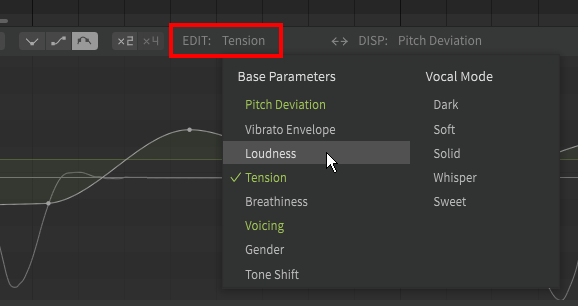 ×2 ×4 EDIT: Tension DISP: Pitch Deviation
Base Parameters Vocal Mode
Pitch Deviation Dark
Vibrato Envelope Soft
Loudness Solid
Tension Whisper
Breathiness Sweet
Voicing
Gender
Tone Shift